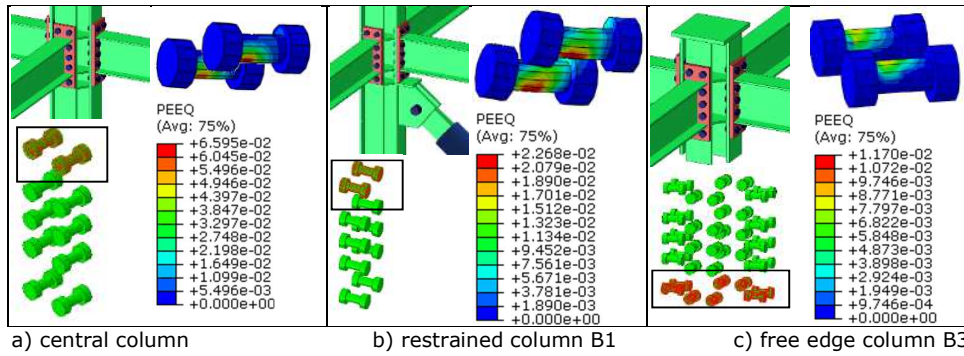 PEEQ
(Avg: 75%)
+6.595e-02
+6.045e-02
+5.496e-02
+4.946e-02
+4.397e-02
+3.847e-02
+3.297e-02
+2.748e-02
+2.198e-02
+1.649e-02
+1.099e-02
+5.496e-03
+0.000e+00
PEEQ
(Avg: 75%)
+2.268e-02
+2.079e-02
+1.890e-02
+1.701e-02
+1.512e-02
+1.323e-02
+1.134e-02
+9.452e-03
+7.561e-03
+5.671e-03
+3.781e-03
+1.890e-03
+0.000e+00
PEEQ
(Avg: 75%)
+1.170e-02
+1.072e-02
+9.746e-03
+8.771e-03
+7.797e-03
+6.822e-03
+5.848e-03
+4.873e-03
+3.898e-03
+2.924e-03
+1.949e-03
+9.746e-04
+0.000e+00
a) central column
b) restrained column B1
c) free edge column B3